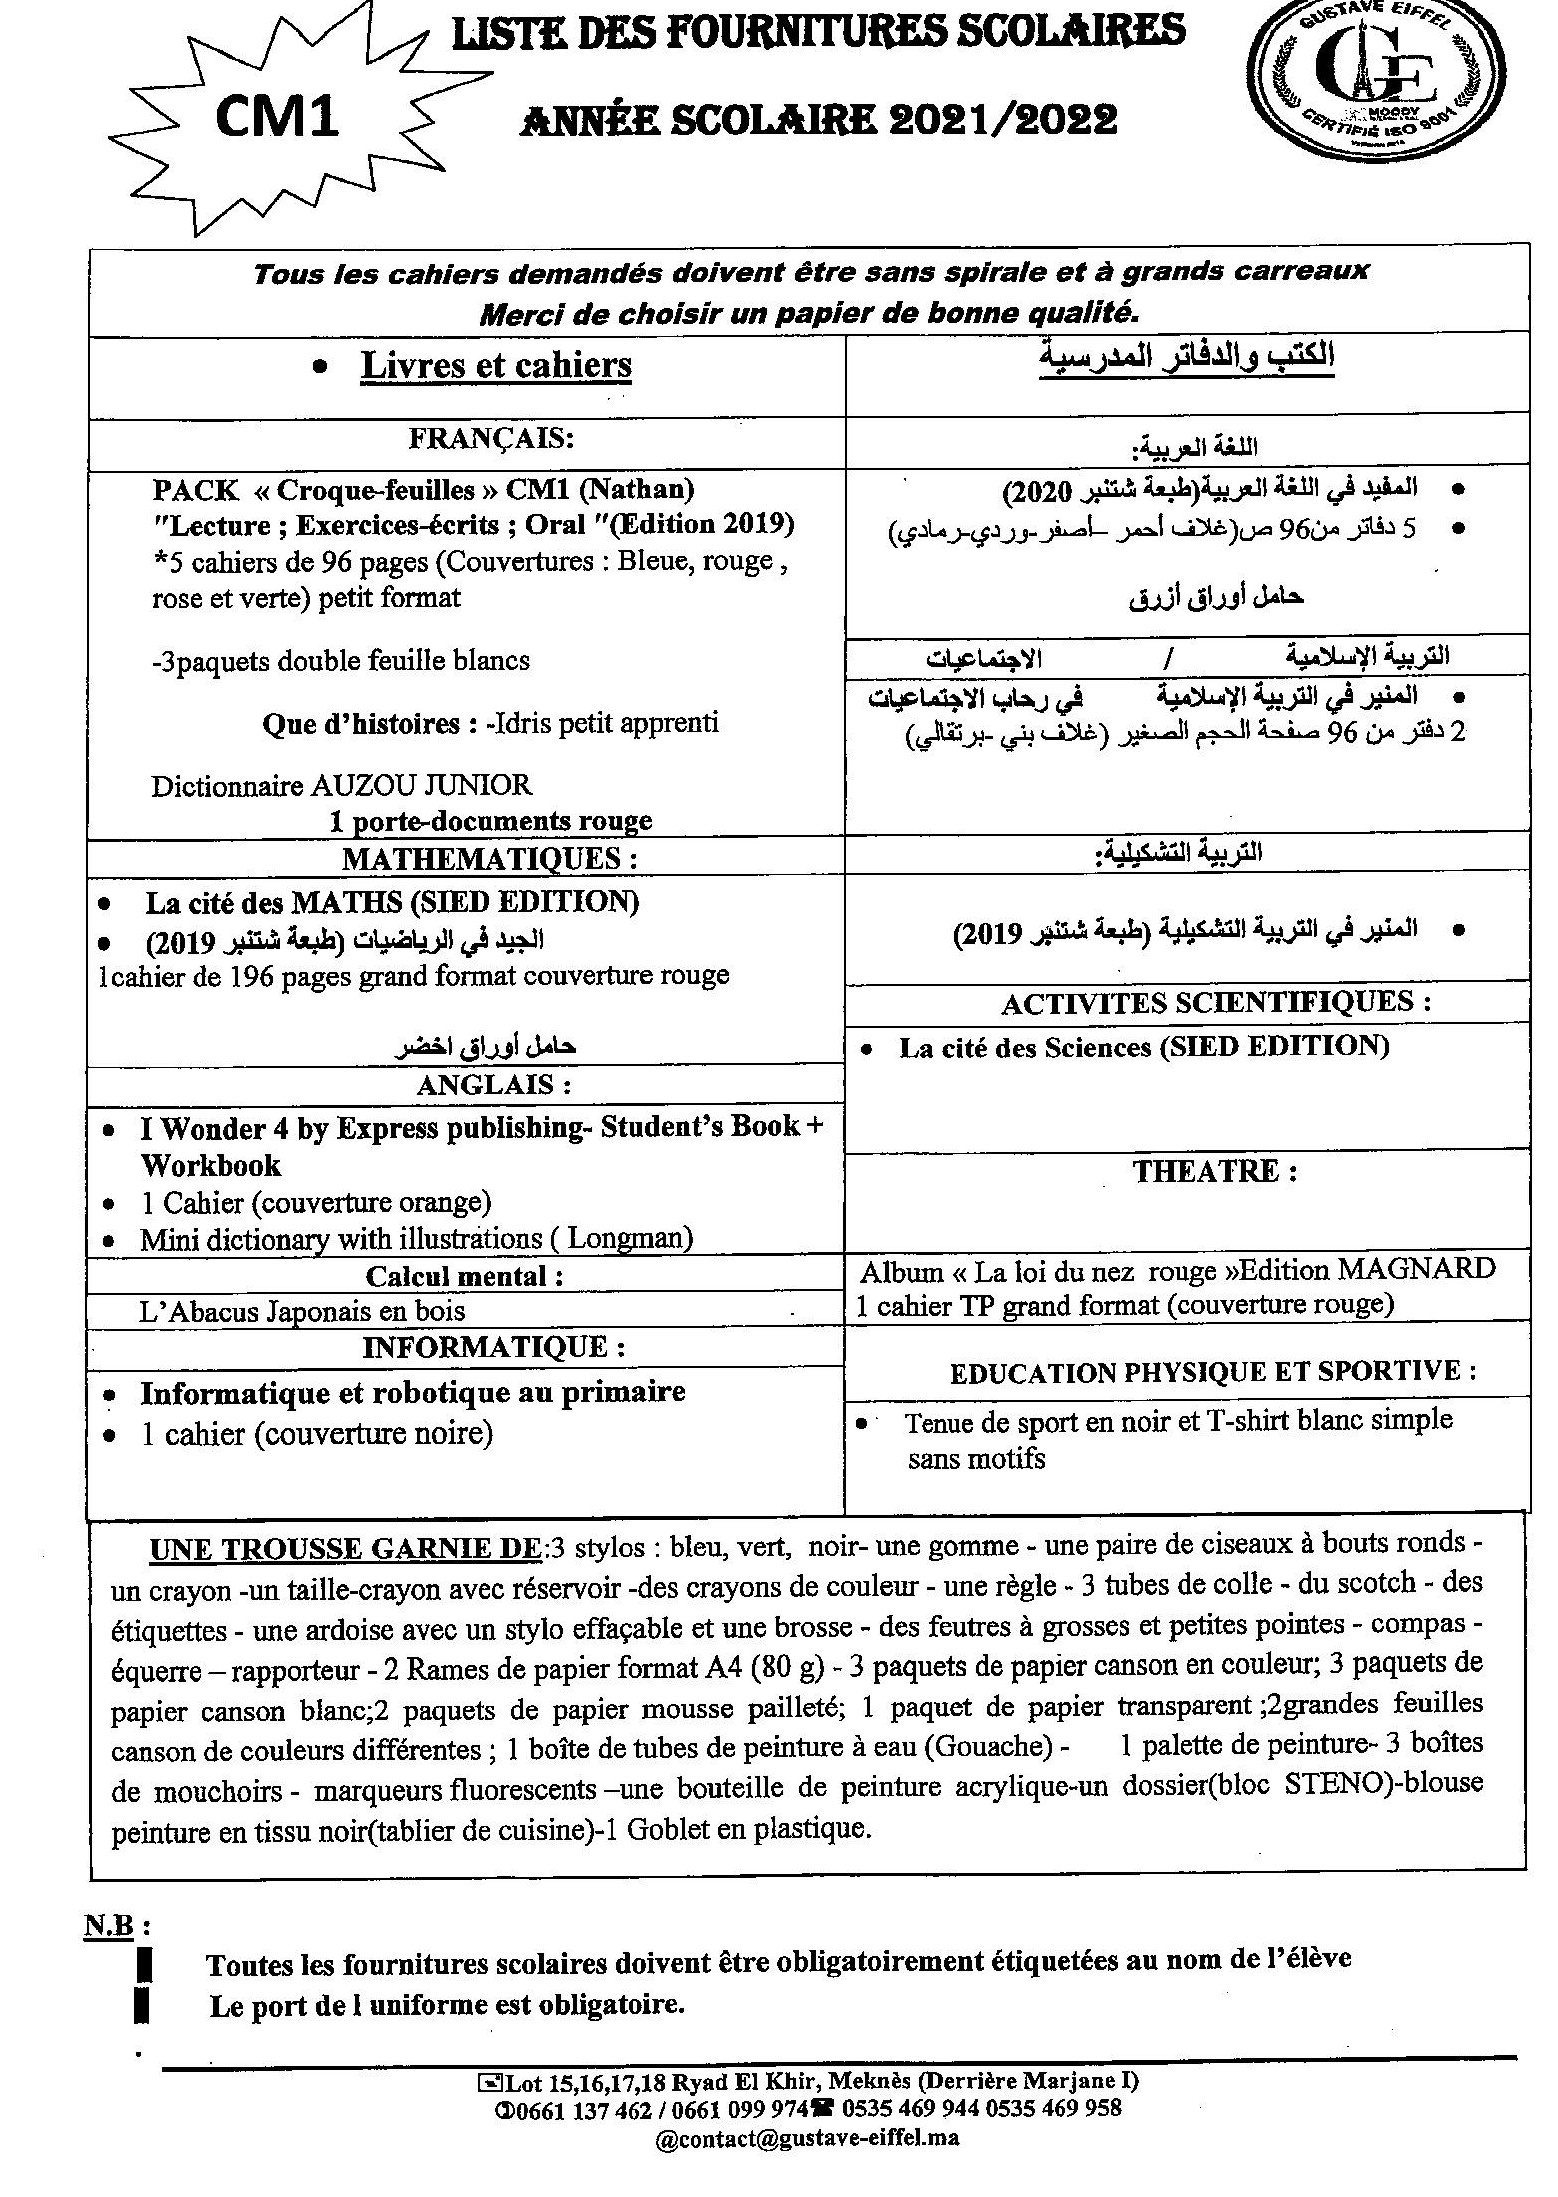 LISTE DES FOURNITURES SCOLAIRES
CM1
ANNÉE SCOLAIRE 2021/2022
GUSTAVE EIFFEL
GE
MOODY
CERTIFIÉ ISO 9001
Tous les cahiers demandés doivent être sans spirale et à grands carreaux
Merci de choisir un papier de bonne qualité.
• Livres et cahiers
FRANÇAIS:
PACK « Croque-feuilles » CM1 (Nathan)
"Lecture ; Exercices-écrits ; Oral "(Edition 2019)
*5 cahiers de 96 pages (Couvertures : Bleue, rouge ,
rose et verte) petit format
-3paquets double feuille blancs
Que d'histoires : -Idris petit apprenti
Dictionnaire AUZOU JUNIOR
1 porte-documents rouge
MATHEMATIQUES :
• La cité des MATHS (SIED EDITION)
• الجيد في الرياضيات (طبعة شتنبر 2019)
1cahier de 196 pages grand format couverture rouge
حامل أوراق اخضر
ANGLAIS :
• I Wonder 4 by Express publishing- Student's Book +
Workbook
• 1 Cahier (couverture orange)
• Mini dictionary with illustrations ( Longman)
Calcul mental :
L'Abacus Japonais en bois
INFORMATIQUE :
• Informatique et robotique au primaire
• 1 cahier (couverture noire)
الكتب والدفاتر المدرسية
اللغة العربية:
• المفيد في اللغة العربية(طبعة شتنبر 2020)
• 5 دفاتر من96 ص(غلاف أحمر –أصفر-وردي-رمادي)
حامل أوراق أزرق
التربية الإسلامية / الاجتماعيات
• المنير في التربية الإسلامية في رحاب الاجتماعيات
2 دفتر من 96 صفحة الحجم الصغير (غلاف بني -برتقالي)
التربية التشكيلية:
• المنير في التربية التشكيلية (طبعة شتنبر 2019)
ACTIVITES SCIENTIFIQUES :
• La cité des Sciences (SIED EDITION)
THEATRE :
Album « La loi du nez rouge »Edition MAGNARD
1 cahier TP grand format (couverture rouge)
EDUCATION PHYSIQUE ET SPORTIVE :
• Tenue de sport en noir et T-shirt blanc simple
sans motifs
UNE TROUSSE GARNIE DE:3 stylos : bleu, vert, noir- une gomme - une paire de ciseaux à bouts ronds -
un crayon -un taille-crayon avec réservoir -des crayons de couleur - une règle - 3 tubes de colle - du scotch - des
étiquettes - une ardoise avec un stylo effaçable et une brosse - des feutres à grosses et petites pointes - compas -
équerre – rapporteur - 2 Rames de papier format A4 (80 g) - 3 paquets de papier canson en couleur; 3 paquets de
papier canson blanc;2 paquets de papier mousse pailleté; 1 paquet de papier transparent ;2grandes feuilles
canson de couleurs différentes ; 1 boîte de tubes de peinture à eau (Gouache) - 1 palette de peinture- 3 boîtes
de mouchoirs - marqueurs fluorescents –une bouteille de peinture acrylique-un dossier(bloc STENO)-blouse
peinture en tissu noir(tablier de cuisine)-1 Goblet en plastique.
N.B :
Toutes les fournitures scolaires doivent être obligatoirement étiquetées au nom de l'élève
Le port de l uniforme est obligatoire.
Lot 15,16,17,18 Ryad El Khir, Meknès (Derrière Marjane I)
0661 137 462 / 0661 099 974☎ 0535 469 944 0535 469 958
@contact@gustave-eiffel.ma